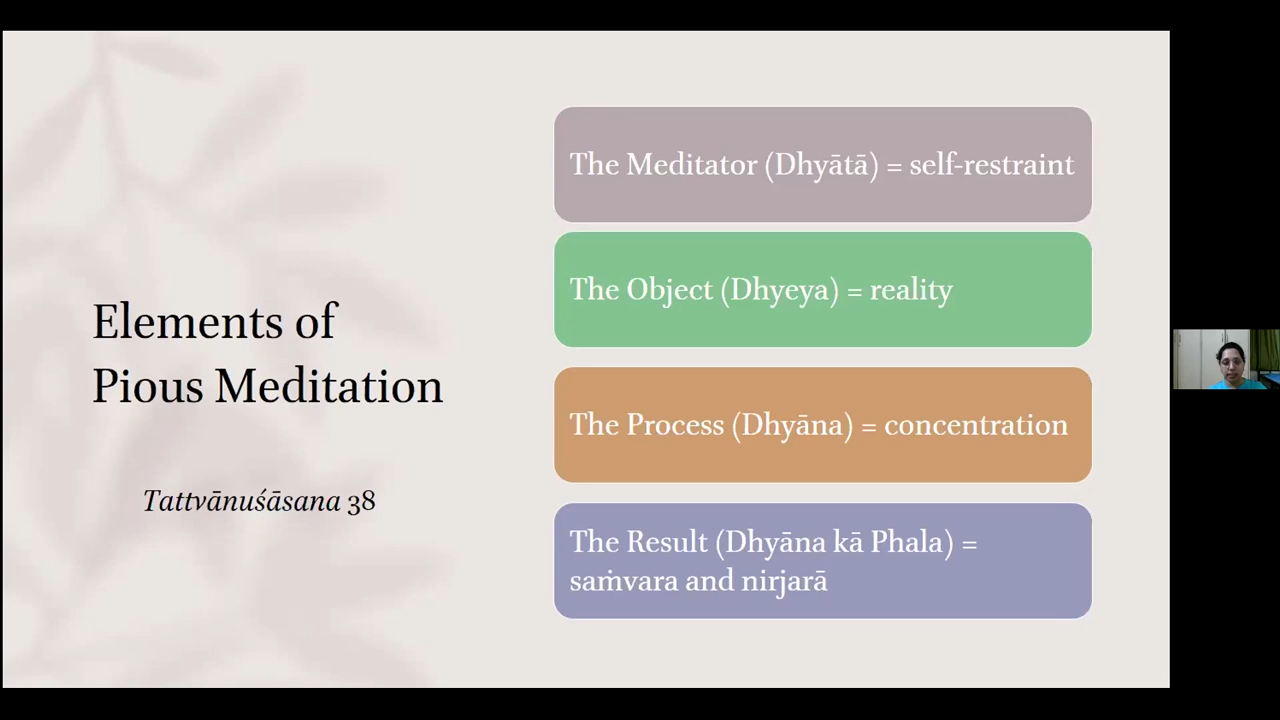 Elements of
Pious Meditation
Tattvānuśāsana 38
The Meditator (Dhyātā) = self-restraint
The Object (Dhyeya) = reality
The Process (Dhyāna) = concentration
The Result (Dhyāna kā Phala) =
saṁvara and nirjarā